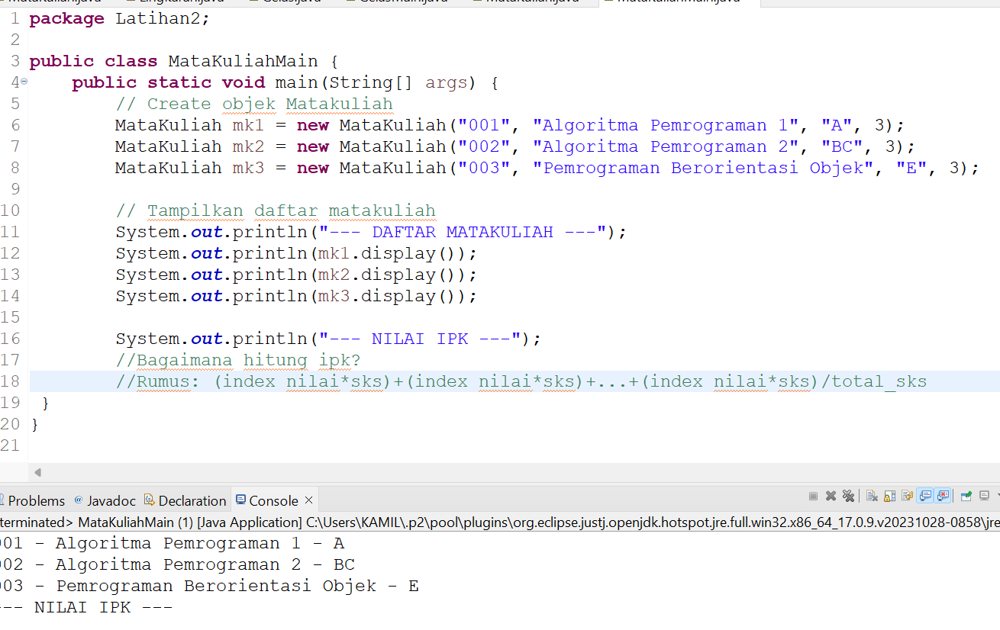 1 package Latihan2;
2
3 public class MataKuliahMain {
4 public static void main(String[] args) {
5 // Create objek Matakuliah
6 MataKuliah mk1 = new MataKuliah("001", "Algoritma Pemrograman 1", "A", 3);
7 MataKuliah mk2 = new MataKuliah("002", "Algoritma Pemrograman 2", "BC", 3);
8 MataKuliah mk3 = new MataKuliah("003", "Pemrograman Berorientasi Objek", "E", 3);
9
10 // Tampilkan daftar matakuliah
11 System.out.println("--- DAFTAR MATAKULIAH ---");
12 System.out.println(mk1.display());
13 System.out.println(mk2.display());
14 System.out.println(mk3.display());
15
16 System.out.println("--- NILAI IPK ---");
17 //Bagaimana hitung ipk?
18 //Rumus: (index nilai*sks)+(index nilai*sks)+...+(index nilai*sks)/total_sks
19 }
20 }
21
Problems @ Javadoc Declaration Console
terminated> MataKuliahMain (1) [Java Application] C:\Users\KAMIL\.p2\pool\plugins\org.eclipse.justj.openjdk.hotspot.jre.full.win32.x86_64_17.0.9.v20231028-0858\jre
001 - Algoritma Pemrograman 1 - A
002 - Algoritma Pemrograman 2 - BC
003 - Pemrograman Berorientasi Objek - E
--- NILAI IPK ---